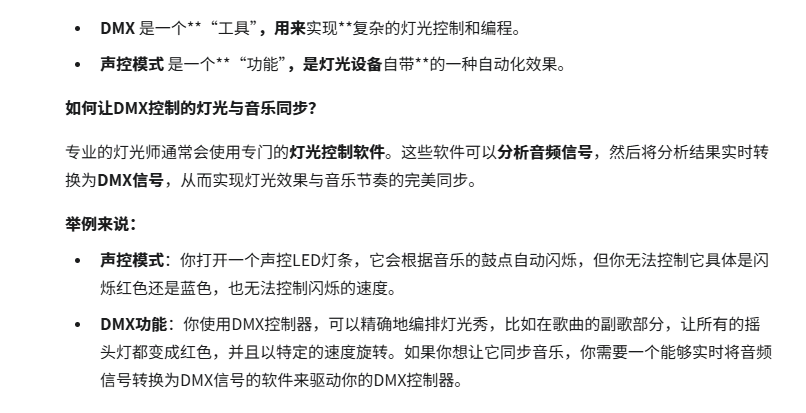 • DMX 是一个**“工具”，用来实现**复杂的灯光控制和编程。
• 声控模式 是一个**“功能”，是灯光设备自带**的一种自动化效果。
如何让DMX控制的灯光与音乐同步？
专业的灯光师通常会使用专门的灯光控制软件。这些软件可以分析音频信号，然后将分析结果实时转
换为DMX信号，从而实现灯光效果与音乐节奏的完美同步。
举例来说：
• 声控模式：你打开一个声控LED灯条，它会根据音乐的鼓点自动闪烁，但你无法控制它具体是闪
烁红色还是蓝色，也无法控制闪烁的速度。
• DMX功能：你使用DMX控制器，可以精确地编排灯光秀，比如在歌曲的副歌部分，让所有的摇
头灯都变成红色，并且以特定的速度旋转。如果你想让它同步音乐，你需要一个能够实时将音频
信号转换为DMX信号的软件来驱动你的DMX控制器。